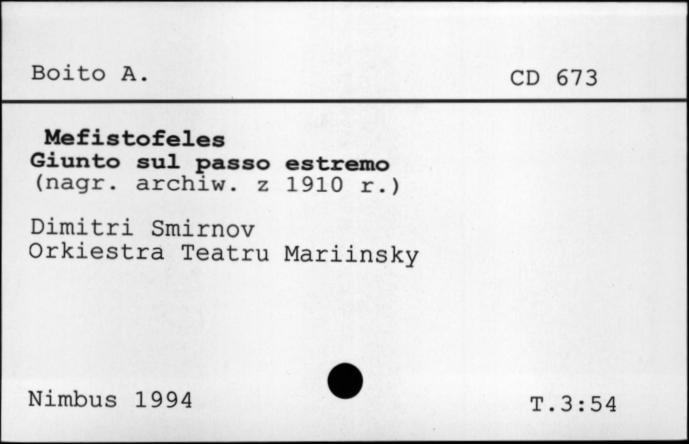 Boito A.
CD 673
Mefistofeles
Giunto sul passo estremo
(nagr. archiw. z 1910 r.)
Dimitri Smirnov
Orkiestra Teatru Mariinsky
Nimbus 1994
T.3:54